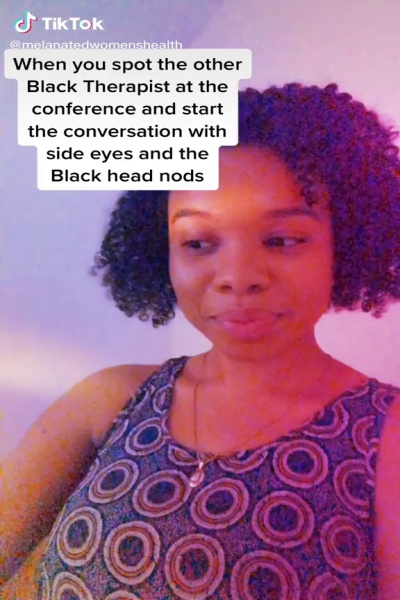 TikTok
@melanatedwomenshealth
When you spot the other
Black Therapist at the
conference and start
the conversation with
side eyes and the
Black head nods